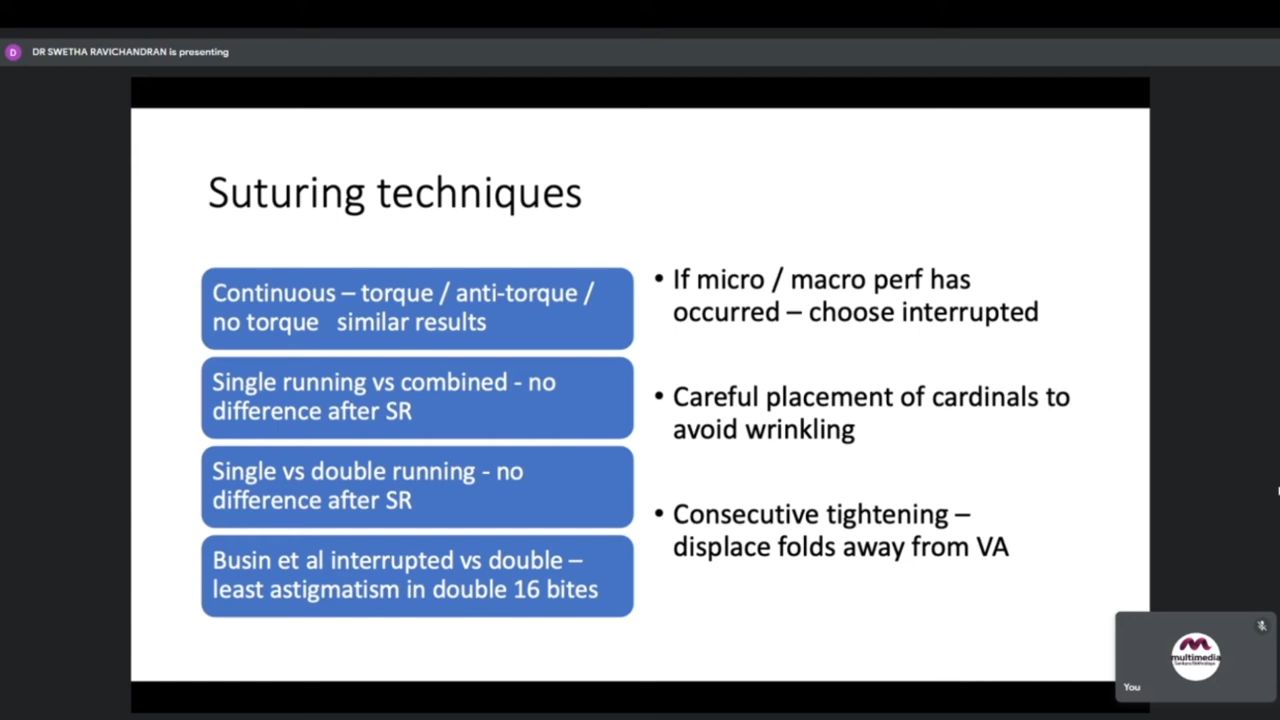 D
DR SWETHA RAVICHANDRAN is presenting
Suturing techniques
Continuous – torque / anti-torque /
no torque   similar results
Single running vs combined - no
difference after SR
Single vs double running - no
difference after SR
Busin et al interrupted vs double –
least astigmatism in double 16 bites
• If micro / macro perf has
occurred – choose interrupted
• Careful placement of cardinals to
avoid wrinkling
• Consecutive tightening –
displace folds away from VA
multimedia
You